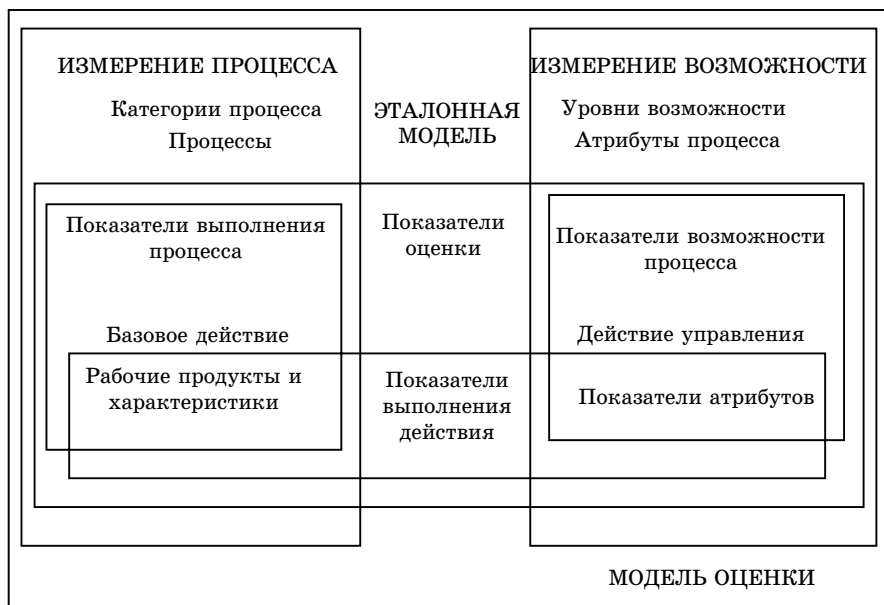 ИЗМЕРЕНИЕ ПРОЦЕССА
Категории процесса
Процессы
ЭТАЛОННАЯ
МОДЕЛЬ
ИЗМЕРЕНИЕ ВОЗМОЖНОСТИ
Уровни возможности
Атрибуты процесса
Показатели выполнения
процесса
Показатели
оценки
Показатели возможности
процесса
Базовое действие
Действие управления
Рабочие продукты и
характеристики
Показатели
выполнения
действия
Показатели атрибутов
МОДЕЛЬ ОЦЕНКИ